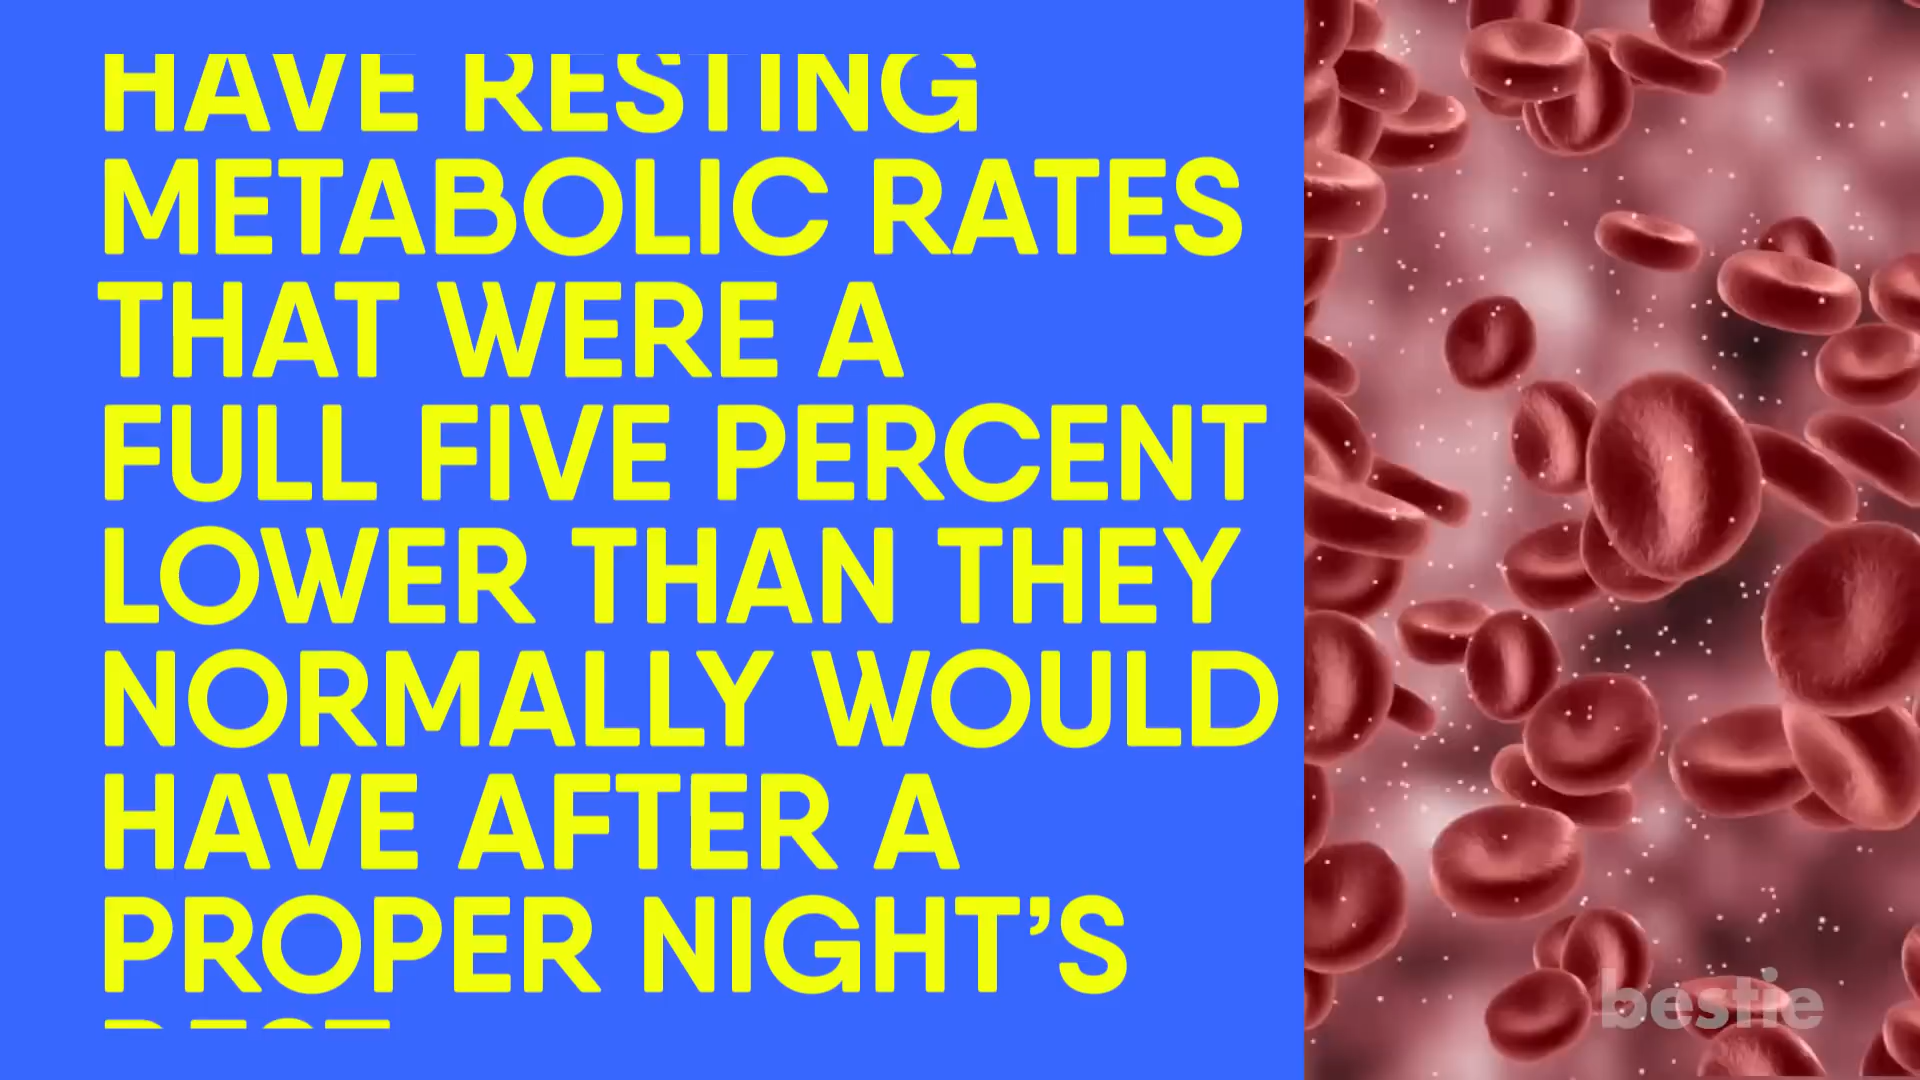 HAVE RESTING
METABOLIC RATES
THAT WERE A
FULL FIVE PERCENT
LOWER THAN THEY
NORMALLY WOULD
HAVE AFTER A
PROPER NIGHT’S
bestie